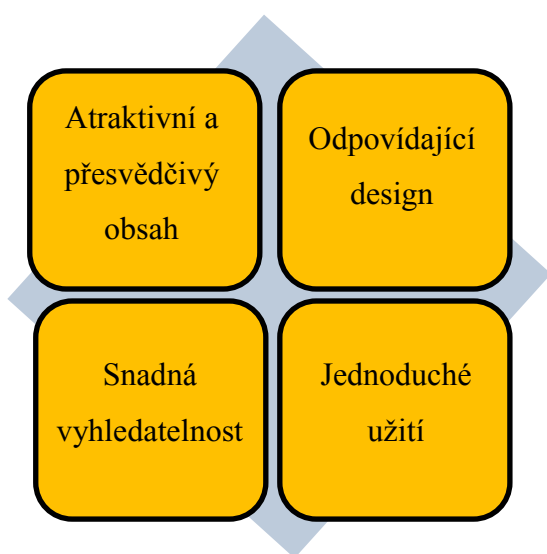 Atraktivní a
přesvědčivý
obsah
Odpovídající
design
Snadná
vyhledatelnost
Jednoduché
užití